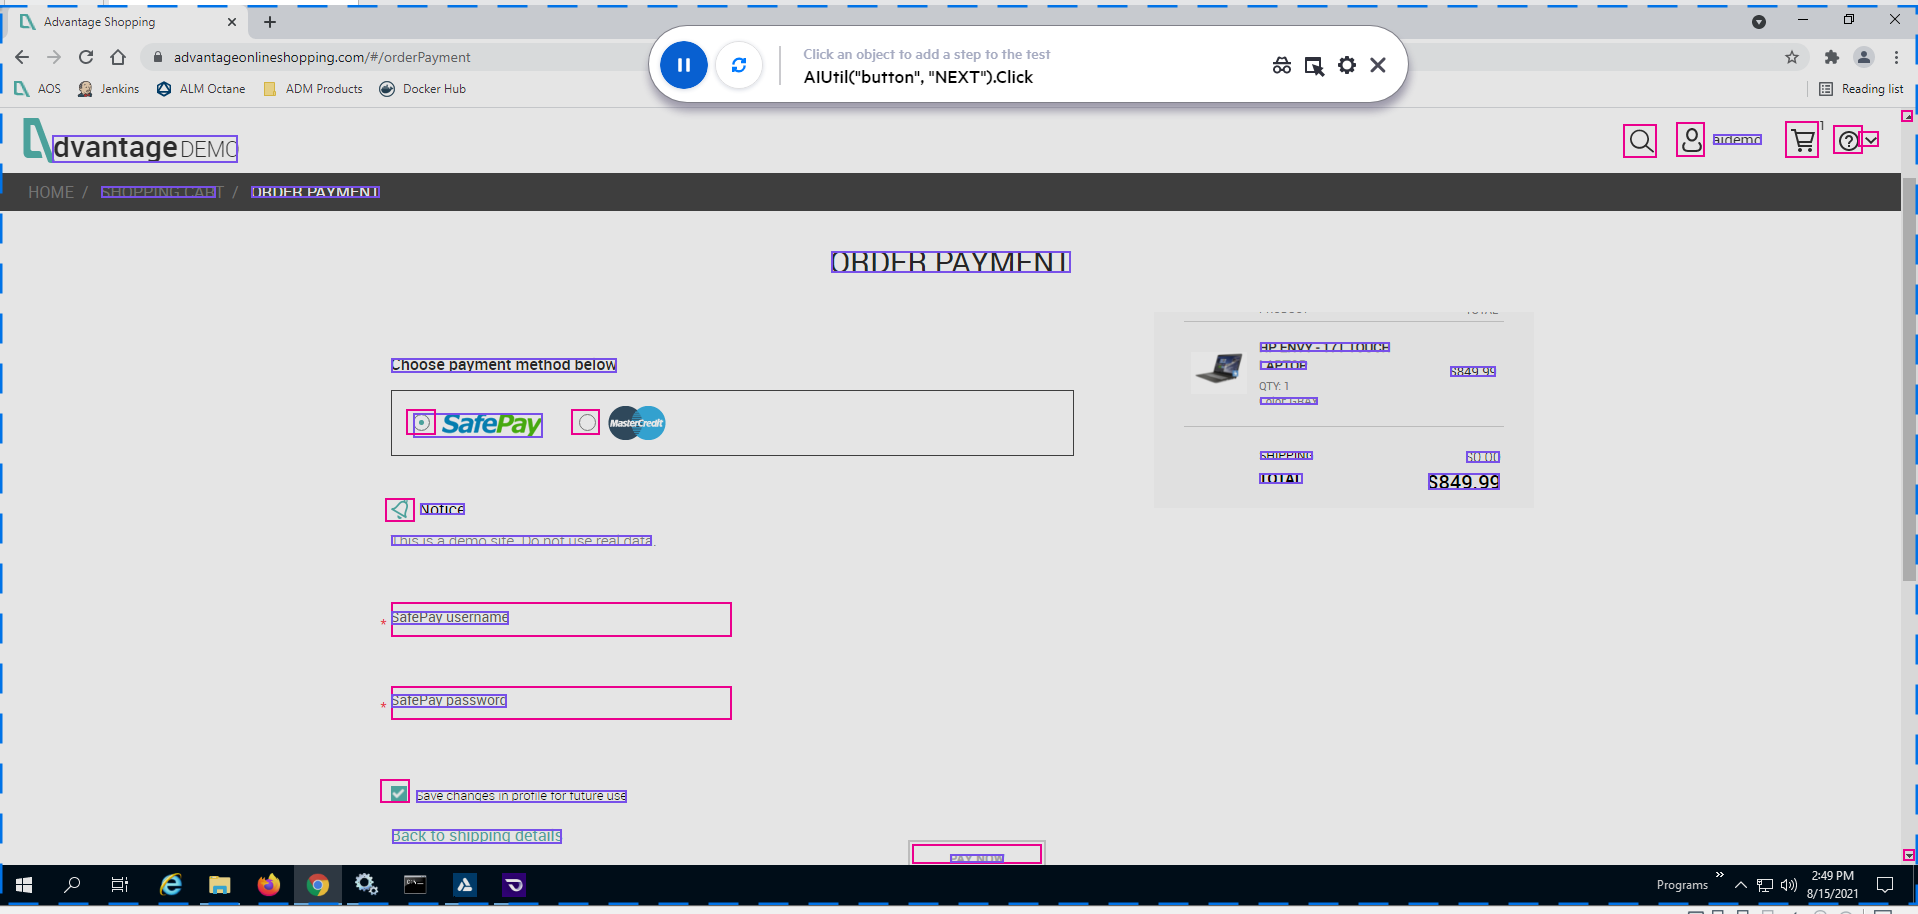 Advantage Shopping
advantageonlineshopping.com/#/orderPayment
Click an object to add a step to the test
AIUtil("button", "NEXT").Click
AOS
Jenkins
ALM Octane
ADM Products
Docker Hub
Reading list
dvantage DEMO
aidemo
1
HOME / SHOPPING CART / ORDER PAYMENT
ORDER PAYMENT
PRODUCT TOTAL
Choose payment method below
HP ENVY - 17T TOUCH
LAPTOP
$849.99
QTY: 1
Color: GRAY
SafePay
MasterCredit
SHIPPING $0.00
TOTAL $849.99
Notice
This is a demo site. Do not use real data.
* SafePay username
* SafePay password
Save changes in profile for future use
Back to shipping details
PAY NOW
Programs
2:49 PM
8/15/2021